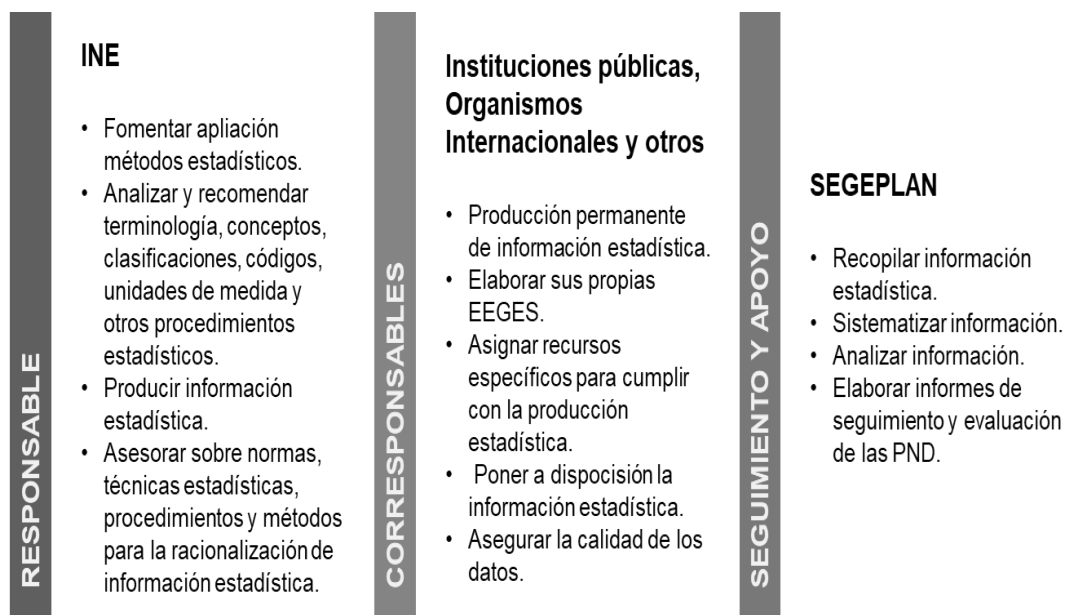 RESPONSABLE
INE
• Fomentar apliación
métodos estadísticos.
• Analizar y recomendar
terminología, conceptos,
clasificaciones, códigos,
unidades de medida y
otros procedimientos
estadísticos.
• Producir información
estadística.
• Asesorar sobre normas,
técnicas estadísticas,
procedimientos y métodos
para la racionalización de
información estadística.
CORRESPONSABLES
Instituciones públicas,
Organismos
Internacionales y otros
• Producción permanente
de información estadística.
• Elaborar sus propias
EEGES.
• Asignar recursos
específicos para cumplir
con la producción
estadística.
• Poner a dispocisión la
información estadística.
• Asegurar la calidad de los
datos.
SEGUIMIENTO Y APOYO
SEGEPLAN
• Recopilar información
estadística.
• Sistematizar información.
• Analizar información.
• Elaborar informes de
seguimiento y evaluación
de las PND.